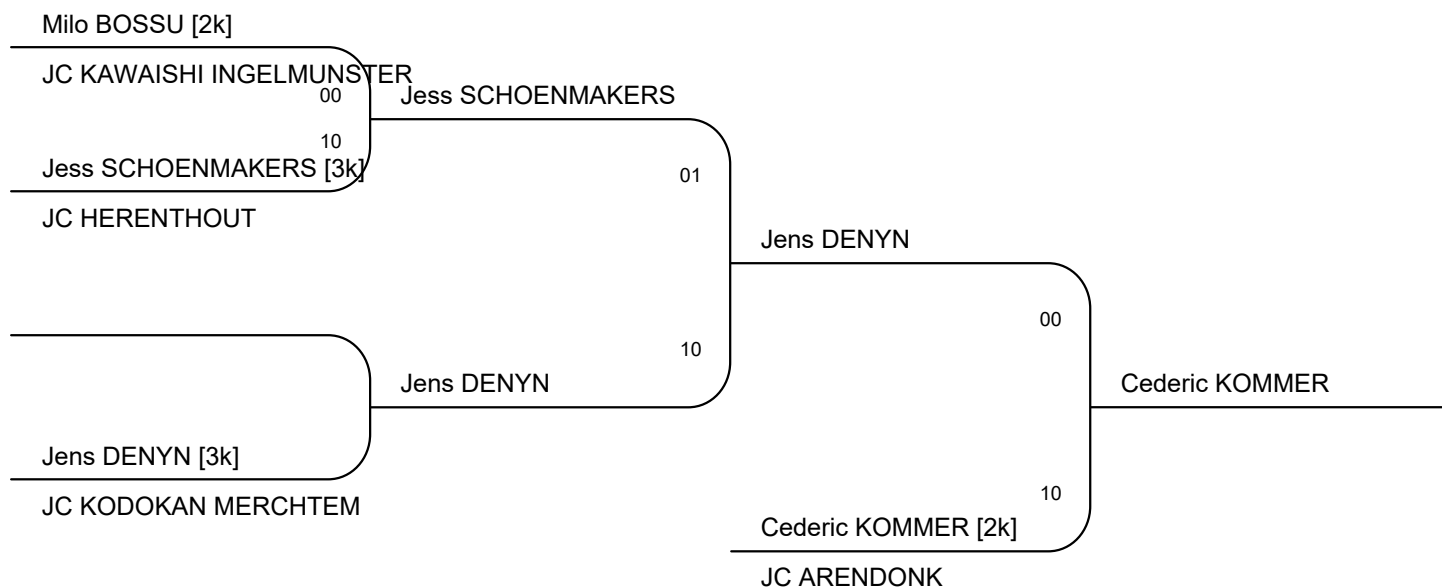 Milo BOSSU [2k]
JC KAWAISHI INGELMUNSTER
00
Jess SCHOENMAKERS
10
Jess SCHOENMAKERS [3k]
01
JC HERENTHOUT
Jens DENYN
00
10
Jens DENYN
Cederic KOMMER
Jens DENYN [3k]
10
JC KODOKAN MERCHTEM
Cederic KOMMER [2k]
JC ARENDONK